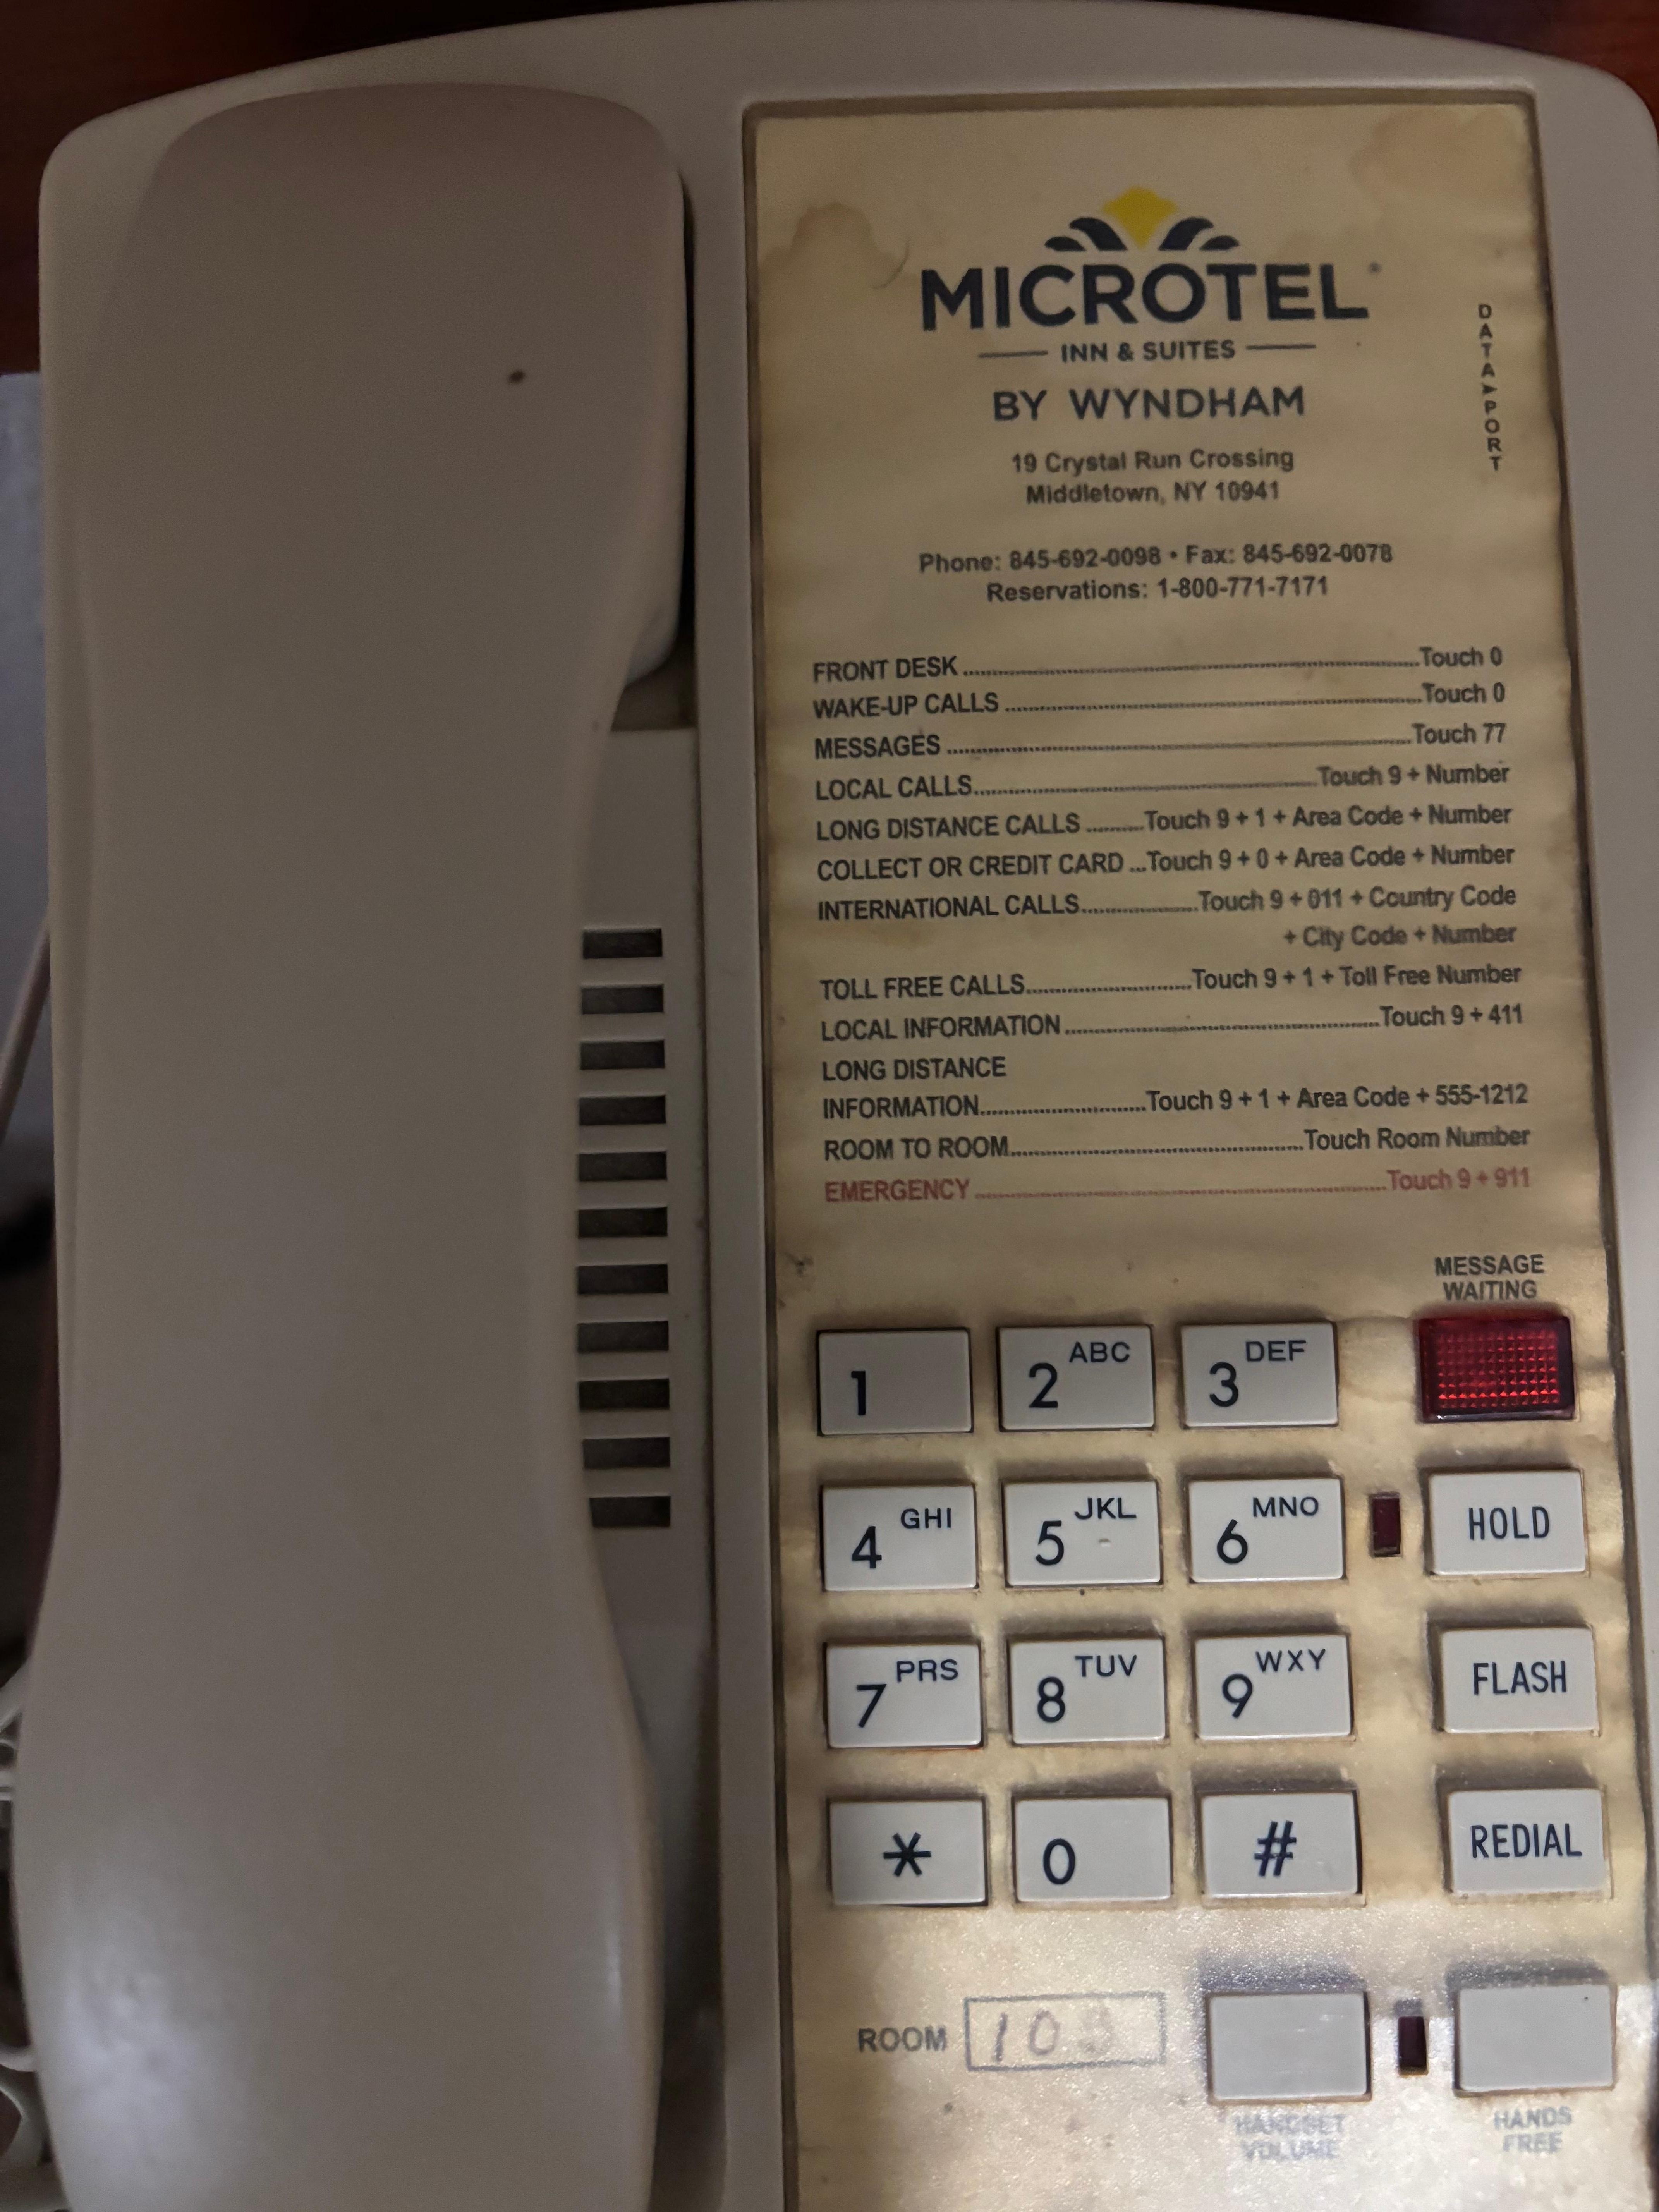 MICROTEL
INN & SUITES
BY WYNDHAM
DATA PORT
19 Crystal Run Crossing
Middletown, NY 10941
Phone: 845-692-0098 • Fax: 845-692-0078
Reservations: 1-800-771-7171
FRONT DESK ........ Touch 0
WAKE-UP CALLS ........ Touch 0
MESSAGES ........ Touch 77
LOCAL CALLS ........ Touch 9 + Number
LONG DISTANCE CALLS ........ Touch 9 + 1 + Area Code + Number
COLLECT OR CREDIT CARD ... Touch 9 + 0 + Area Code + Number
INTERNATIONAL CALLS ........ Touch 9 + 011 + Country Code
+ City Code + Number
TOLL FREE CALLS ........ Touch 9 + 1 + Toll Free Number
LOCAL INFORMATION ........ Touch 9 + 411
LONG DISTANCE
INFORMATION ........ Touch 9 + 1 + Area Code + 555-1212
ROOM TO ROOM ........ Touch Room Number
EMERGENCY ........ Touch 9 + 911
MESSAGE
WAITING
1 2 ABC 3 DEF
4 GHI 5 JKL 6 MNO HOLD
7 PRS 8 TUV 9 WXY FLASH
* 0 # REDIAL
ROOM
HANDSET
VOLUME
HANDS
FREE